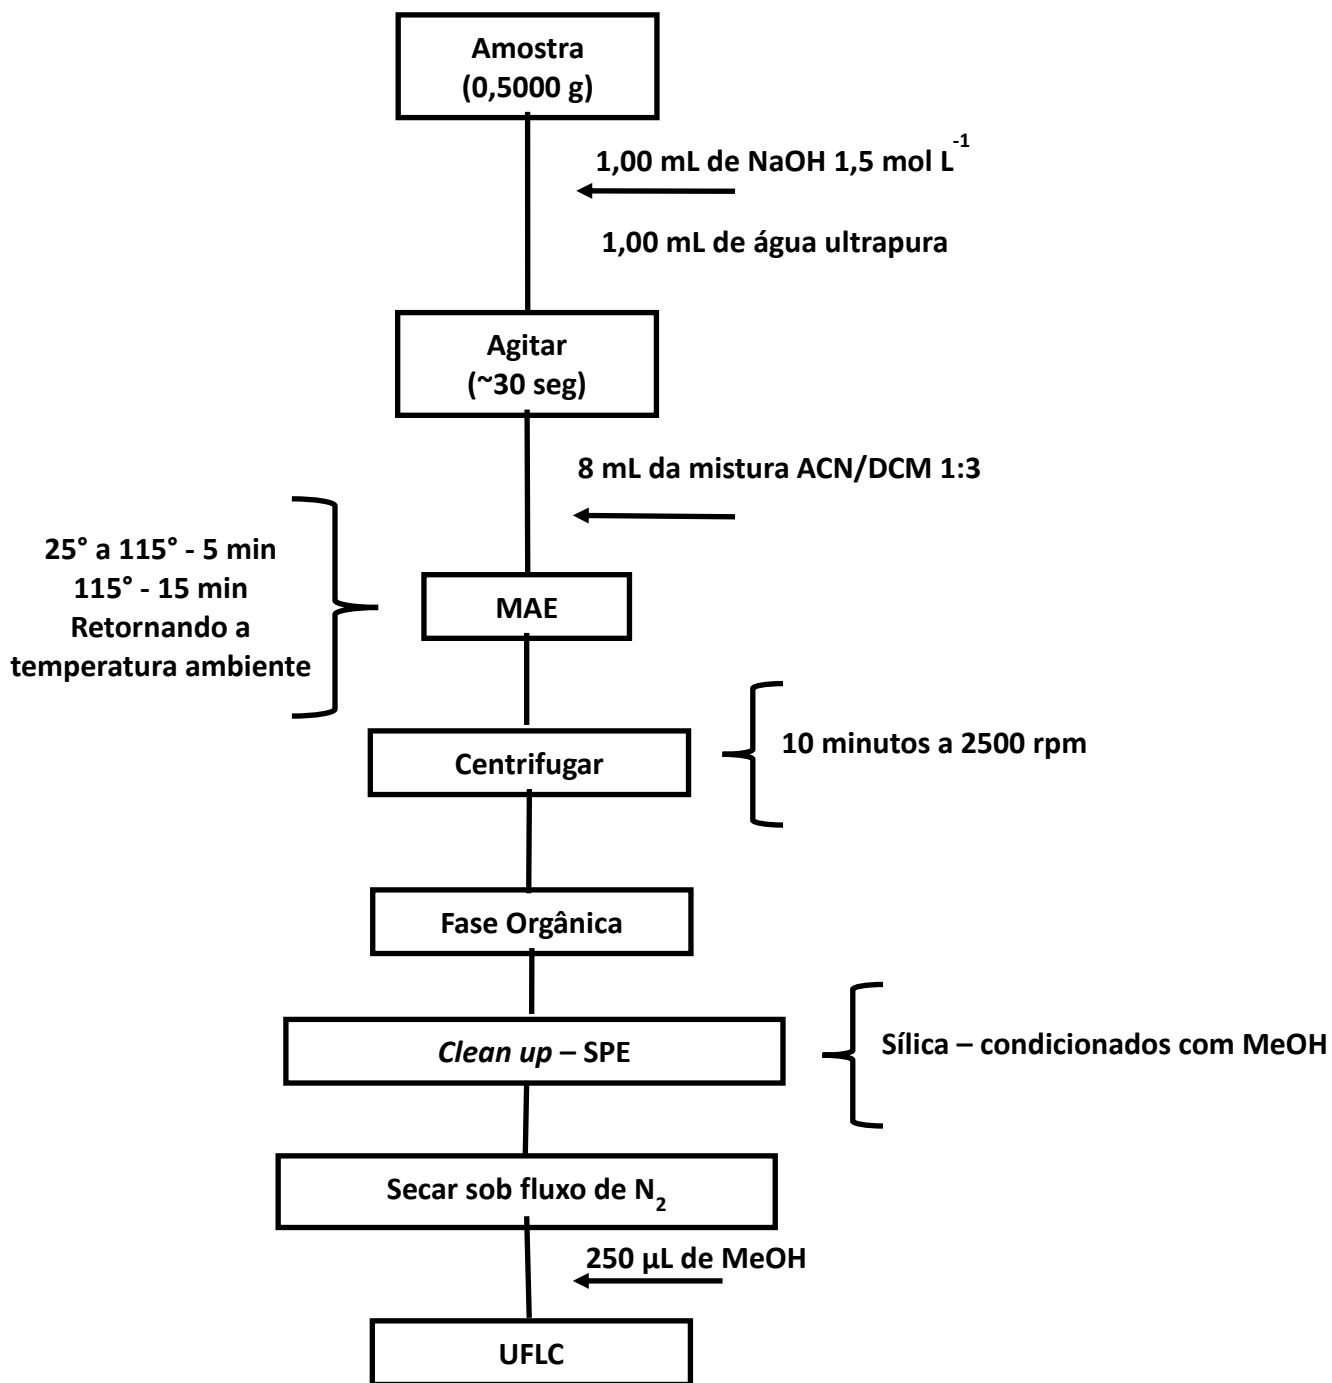 Amostra
(0,5000 g)
1,00 mL de NaOH 1,5 mol L⁻¹
1,00 mL de água ultrapura
Agitar
(~30 seg)
8 mL da mistura ACN/DCM 1:3
25° a 115° - 5 min
115° - 15 min
Retornando a
temperatura ambiente
MAE
Centrifugar
10 minutos a 2500 rpm
Fase Orgânica
Clean up – SPE
Sílica – condicionados com MeOH
Secar sob fluxo de N₂
250 µL de MeOH
UFLC